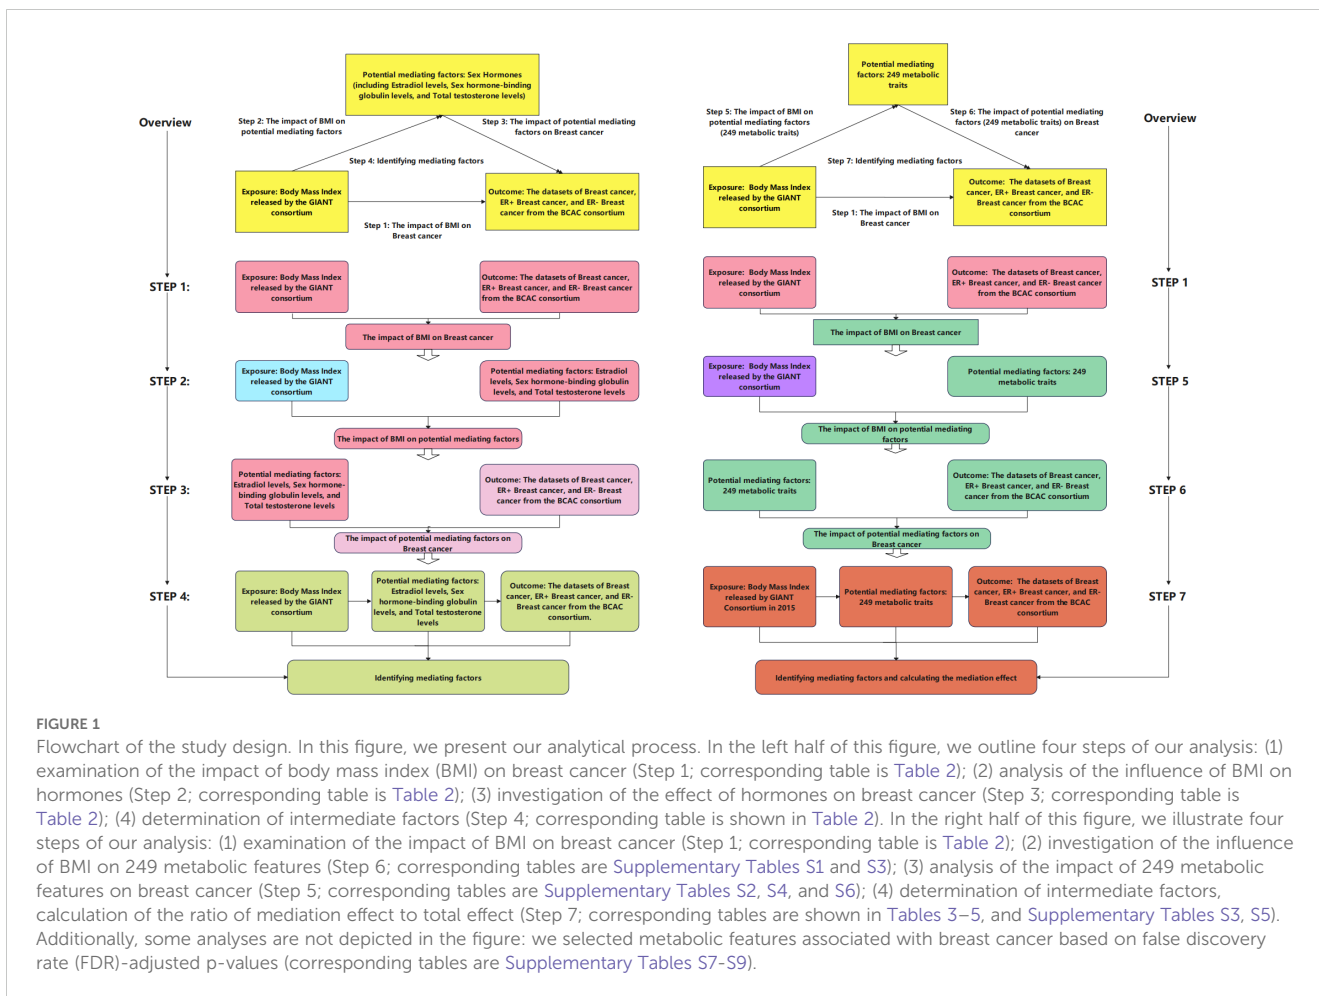 Potential mediating factors: Sex Hormones
(including Estradiol levels, Sex hormone-binding
globulin levels, and Total testosterone levels)
Overview
Step 2: The impact of BMI on
potential mediating factors
Step 3: The impact of potential mediating
factors on Breast cancer
Step 4: Identifying mediating factors
Exposure: Body Mass Index
released by the GIANT
consortium
Outcome: The datasets of Breast cancer,
ER+ Breast cancer, and ER- Breast
cancer from the BCAC consortium
Step 1: The impact of BMI on
Breast cancer
STEP 1:
Exposure: Body Mass Index
released by the GIANT
consortium
Outcome: The datasets of Breast cancer,
ER+ Breast cancer, and ER- Breast cancer
from the BCAC consortium
The impact of BMI on Breast cancer
STEP 2:
Exposure: Body Mass Index
released by the GIANT
consortium
Potential mediating factors: Estradiol
levels, Sex hormone-binding globulin
levels, and Total testosterone levels
The impact of BMI on potential mediating factors
STEP 3:
Potential mediating factors:
Estradiol levels, Sex hormone-
binding globulin levels, and
Total testosterone levels
Outcome: The datasets of Breast cancer,
ER+ Breast cancer, and ER- Breast
cancer from the BCAC consortium
The impact of potential mediating factors on
Breast cancer
STEP 4:
Exposure: Body Mass Index
released by the GIANT
consortium
Potential mediating factors:
Estradiol levels, Sex
hormone-binding globulin
levels, and Total testosterone
levels
Outcome: The datasets of Breast
cancer, ER+ Breast cancer, and ER-
Breast cancer from the BCAC
consortium.
Identifying mediating factors
Potential mediating
factors: 249 metabolic
traits
Overview
Step 5: The impact of BMI on
potential mediating factors
(249 metabolic traits)
Step 6: The impact of potential mediating
factors (249 metabolic traits) on Breast
cancer
Step 7: Identifying mediating factors
Exposure: Body Mass Index
released by the GIANT
consortium
Outcome: The datasets of Breast
cancer, ER+ Breast cancer, and ER-
Breast cancer from the BCAC
consortium
Step 1: The impact of BMI on
Breast cancer
STEP 1
Exposure: Body Mass Index
released by the GIANT
consortium
Outcome: The datasets of Breast cancer,
ER+ Breast cancer, and ER- Breast
cancer from the BCAC consortium
The impact of BMI on Breast cancer
STEP 5
Exposure: Body Mass Index
released by the GIANT
consortium
Potential mediating factors: 249
metabolic traits
The impact of BMI on potential mediating
factors
STEP 6
Potential mediating factors:
249 metabolic traits
Outcome: The datasets of Breast cancer,
ER+ Breast cancer, and ER- Breast
cancer from the BCAC consortium
The impact of potential mediating factors on
Breast cancer
STEP 7
Exposure: Body Mass Index
released by GIANT
Consortium in 2015
Potential mediating factors:
249 metabolic traits
Outcome: The datasets of Breast
cancer, ER+ Breast cancer, and ER-
Breast cancer from the BCAC
consortium
Identifying mediating factors and calculating the mediation effect
FIGURE 1
Flowchart of the study design. In this figure, we present our analytical process. In the left half of this figure, we outline four steps of our analysis: (1)
examination of the impact of body mass index (BMI) on breast cancer (Step 1; corresponding table is Table 2); (2) analysis of the influence of BMI on
hormones (Step 2; corresponding table is Table 2); (3) investigation of the effect of hormones on breast cancer (Step 3; corresponding table is
Table 2); (4) determination of intermediate factors (Step 4; corresponding table is shown in Table 2). In the right half of this figure, we illustrate four
steps of our analysis: (1) examination of the impact of BMI on breast cancer (Step 1; corresponding table is Table 2); (2) investigation of the influence
of BMI on 249 metabolic features (Step 6; corresponding tables are Supplementary Tables S1 and S3); (3) analysis of the impact of 249 metabolic
features on breast cancer (Step 5; corresponding tables are Supplementary Tables S2, S4, and S6); (4) determination of intermediate factors,
calculation of the ratio of mediation effect to total effect (Step 7; corresponding tables are shown in Tables 3–5, and Supplementary Tables S3, S5).
Additionally, some analyses are not depicted in the figure: we selected metabolic features associated with breast cancer based on false discovery
rate (FDR)-adjusted p-values (corresponding tables are Supplementary Tables S7-S9).